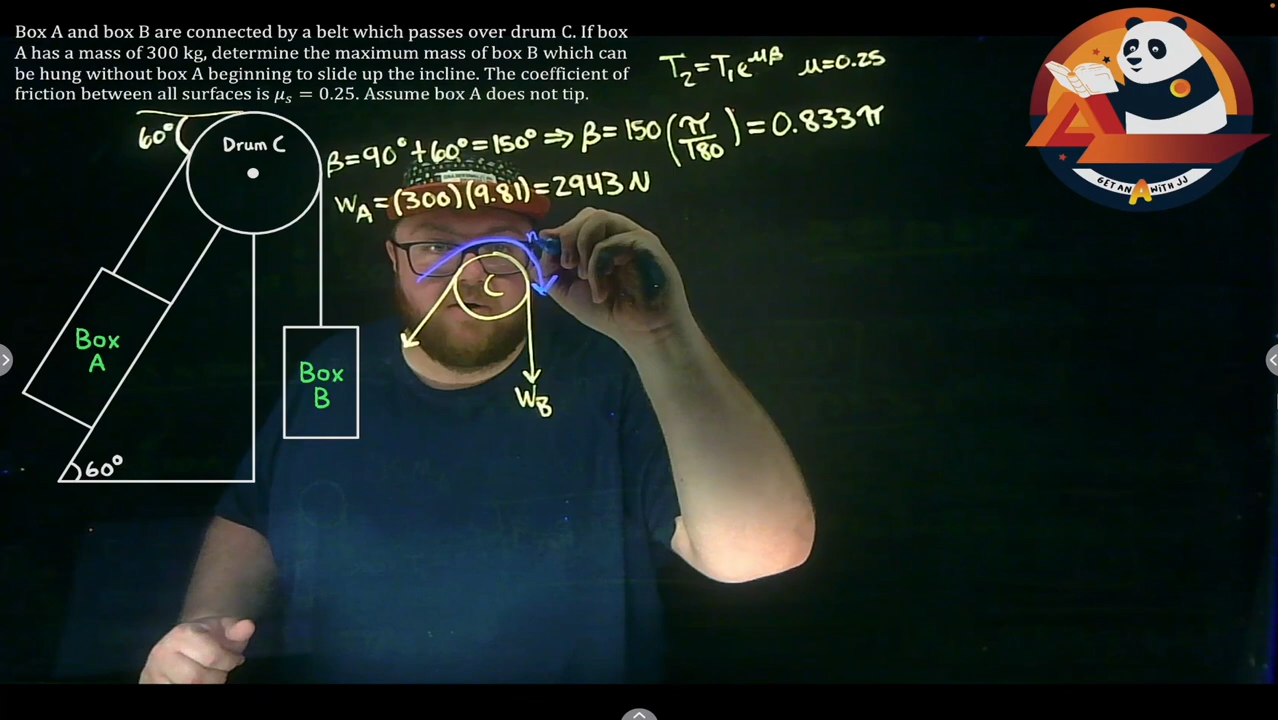 Box A and box B are connected by a belt which passes over drum C. If box
A has a mass of 300 kg, determine the maximum mass of box B which can
be hung without box A beginning to slide up the incline. The coefficient of
friction between all surfaces is μₛ = 0.25. Assume box A does not tip.
T₂=T₁e^μβ μ=0.25
β=90°+60°=150° ⇒ β=150(π/180)=0.833π
W_A=(300)(9.81)=2943 N
60°
Drum C
C
W_B
Box
A
Box
B
60°
GET AN A WITH JJ